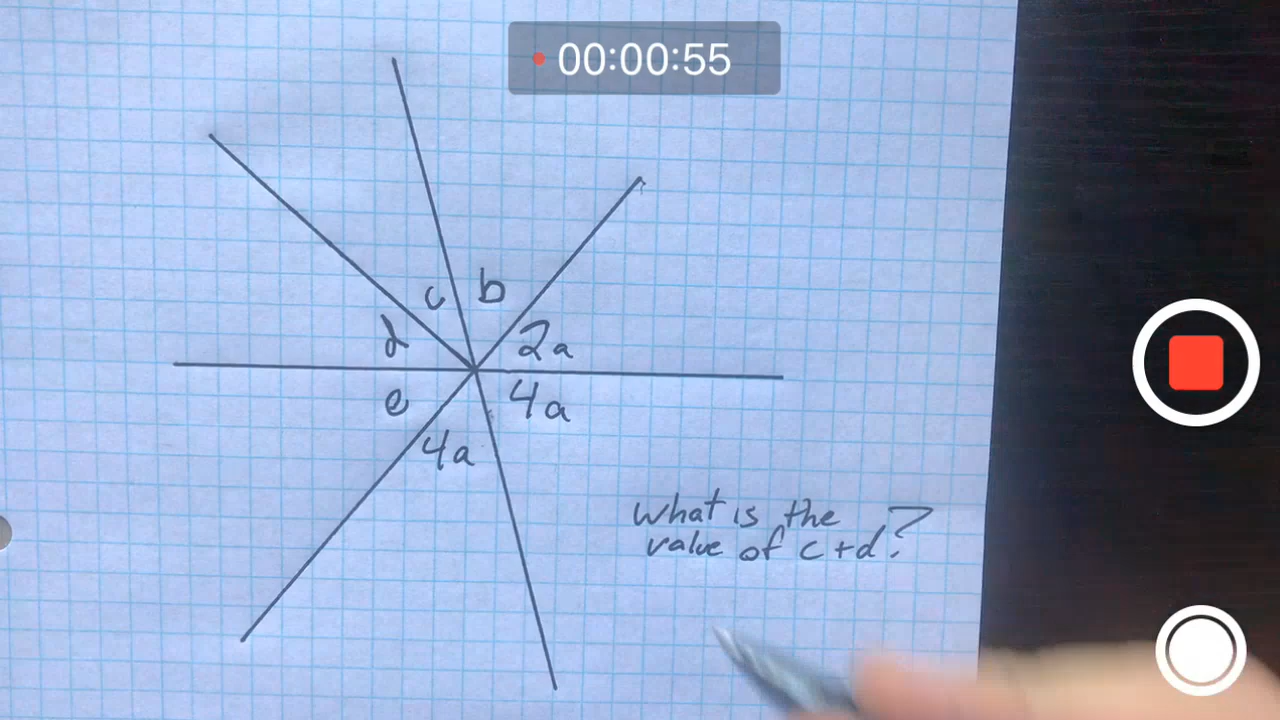 00:00:55
c b
d 2a
e 4a
4a
What is the
value of c+d?